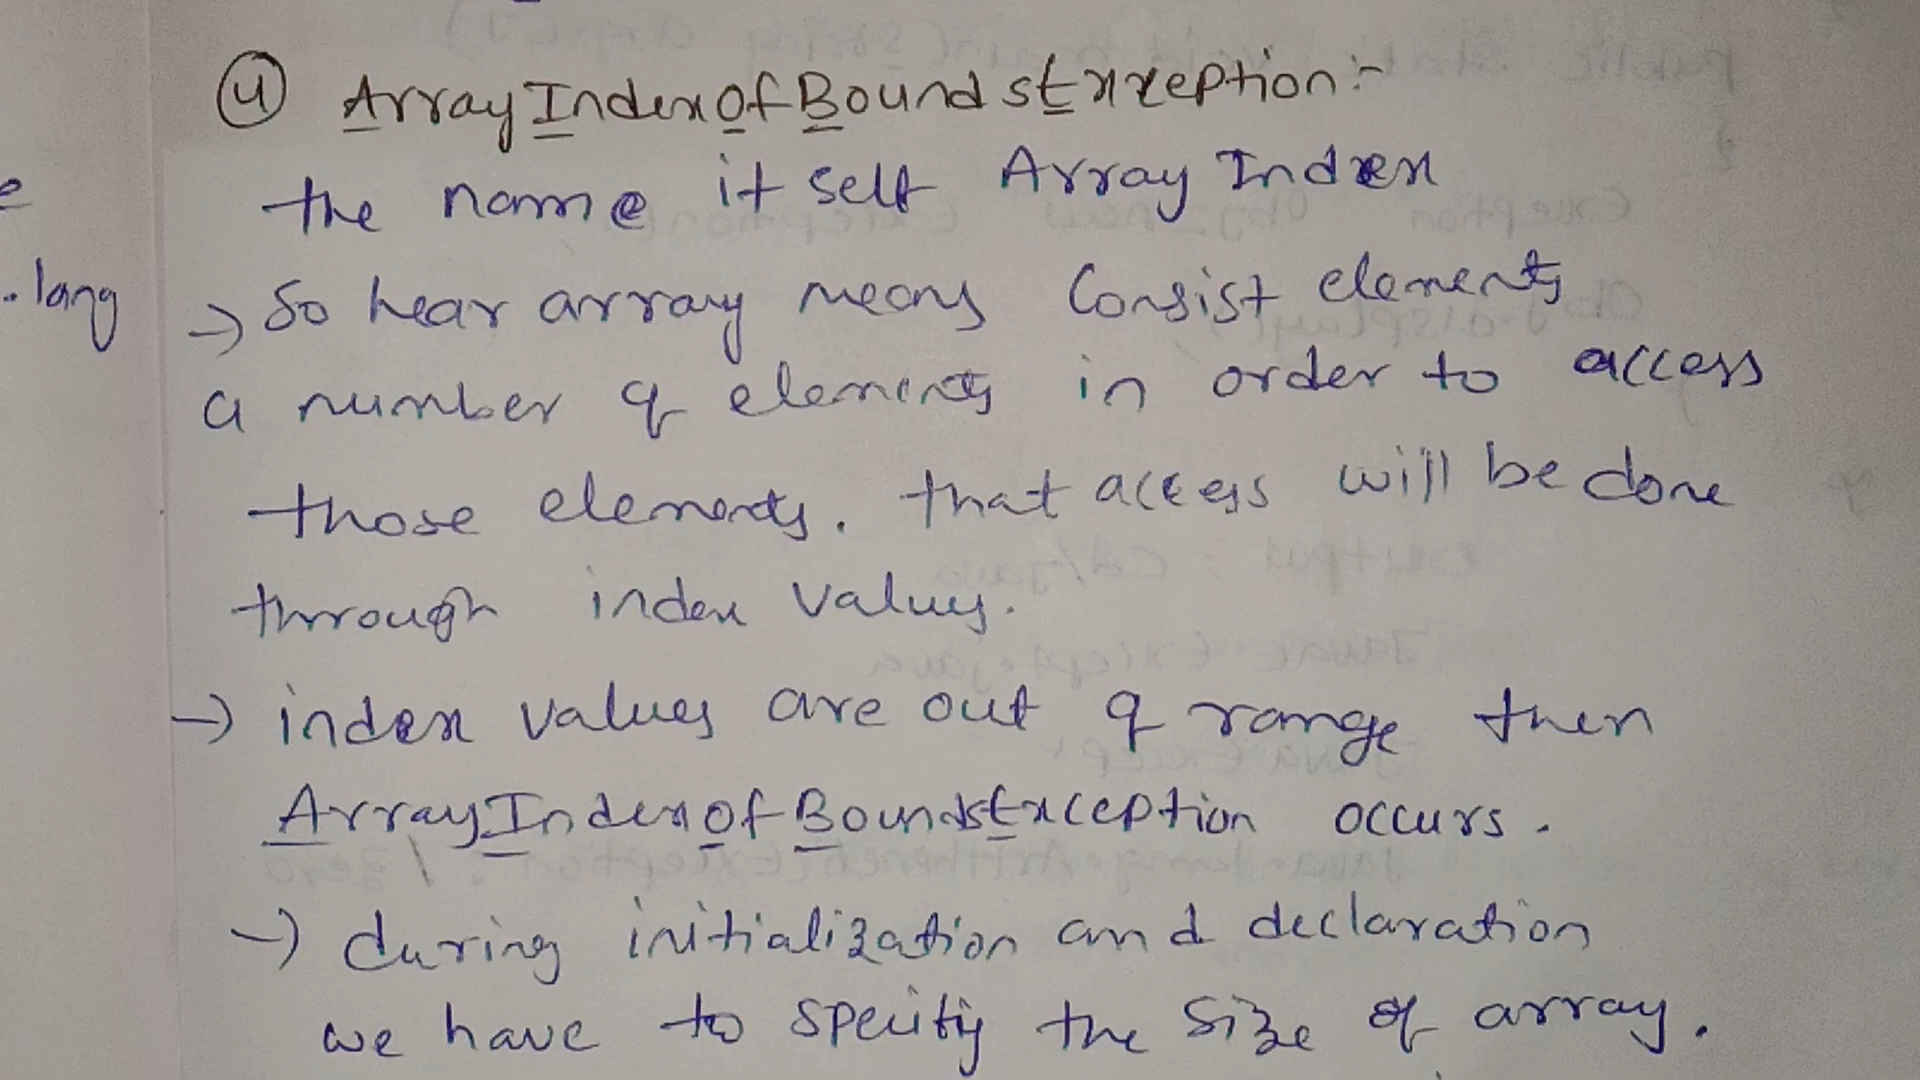 ④ ArrayIndexOfBoundsExxeption:-
the name it self Array Index
e
.lang
→ So hear array means Consist elements
a number of elements in order to access
those elements. that access will be done
through index values.
→ index values are out of range then
ArrayIndexOfBoundsException occurs.
→ during initialization and declaration
we have to specifiy the size of array.